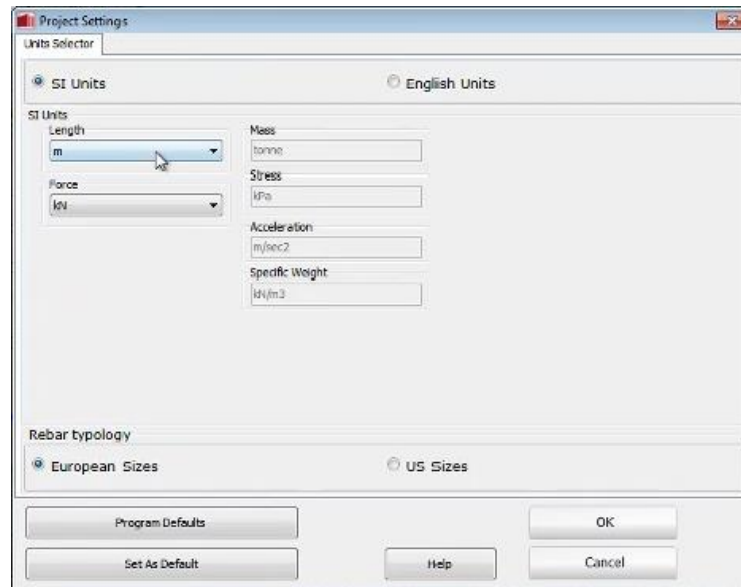 Project Settings
Units Selector
SI Units English Units
SI Units
Length Mass
m tonne
Stress
Force kPa
kN
Acceleration
m/sec2
Specific Weight
kN/m3
Rebar typology
European Sizes US Sizes
Program Defaults OK
Set As Default Help Cancel